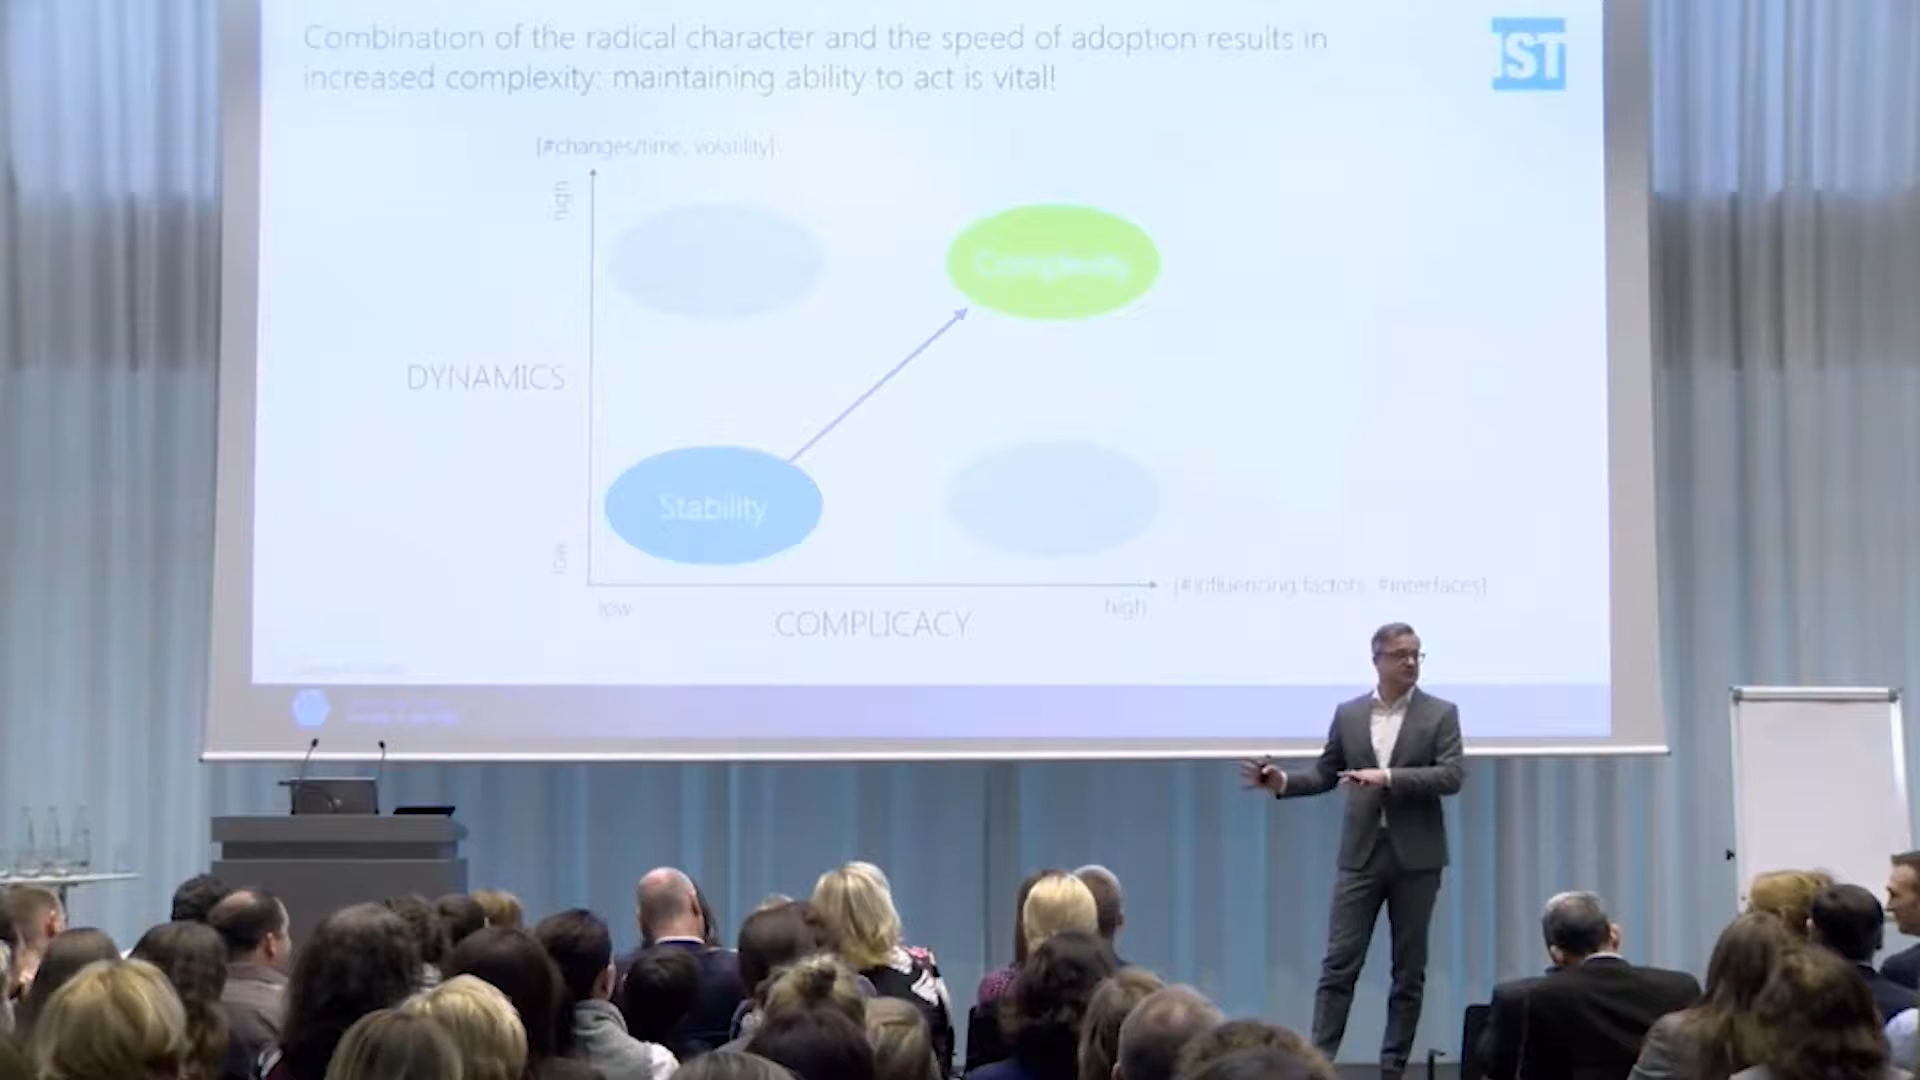 Combination of the radical character and the speed of adoption results in
increased complexity: maintaining ability to act is vital!
IST
[#changes/time, volatility]
high
Complexity
DYNAMICS
Stability
low
low
high
[#influencing factors, #interfaces]
COMPLICACY